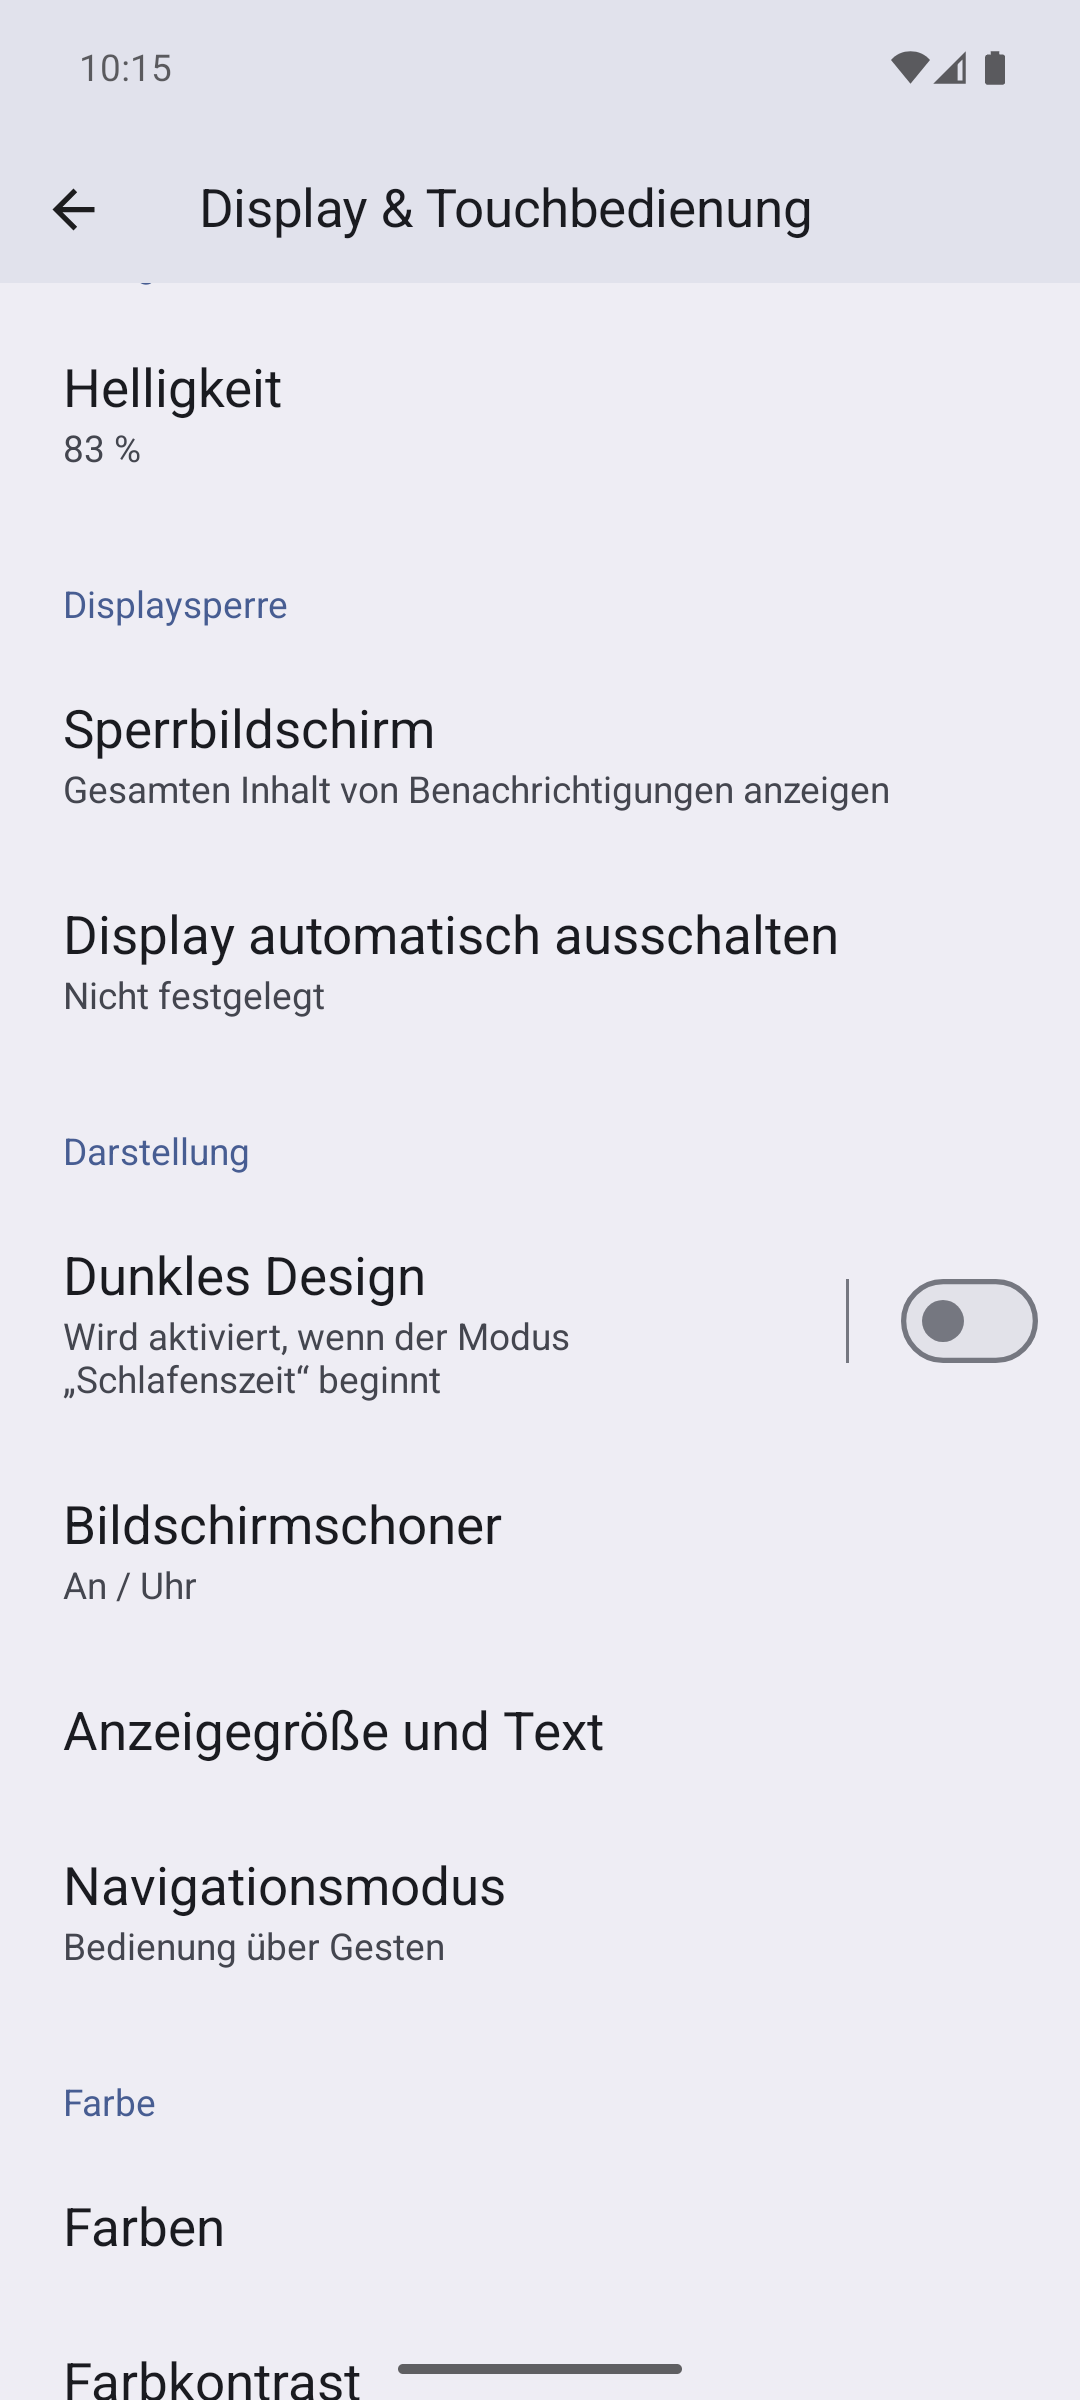 10:15
Display & Touchbedienung
Helligkeit
83 %
Displaysperre
Sperrbildschirm
Gesamten Inhalt von Benachrichtigungen anzeigen
Display automatisch ausschalten
Nicht festgelegt
Darstellung
Dunkles Design
Wird aktiviert, wenn der Modus
„Schlafenszeit“ beginnt
Bildschirmschoner
An / Uhr
Anzeigegröße und Text
Navigationsmodus
Bedienung über Gesten
Farbe
Farben
Farbkontrast